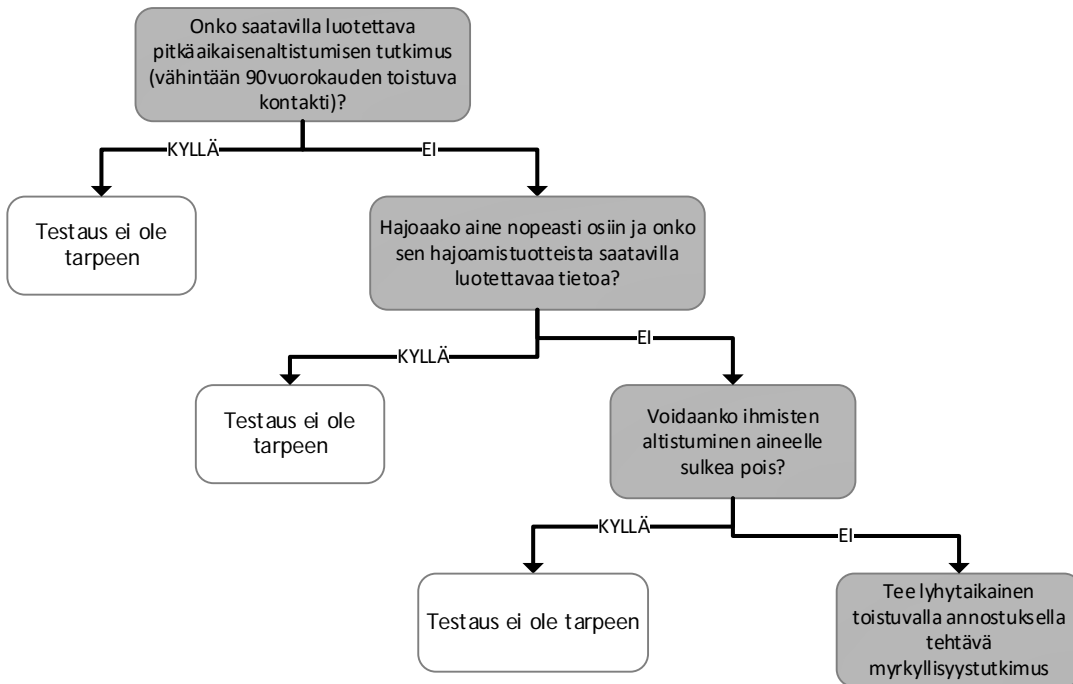 Onko saatavilla luotettava
pitkäaikaisenaltistumisen tutkimus
(vähintään 90vuorokauden toistuva
kontakti)?
KYLLÄ
EI
Testaus ei ole
tarpeen
Hajoaako aine nopeasti osiin ja onko
sen hajoamistuotteista saatavilla
luotettavaa tietoa?
KYLLÄ
EI
Testaus ei ole
tarpeen
Voidaanko ihmisten
altistuminen aineelle
sulkea pois?
KYLLÄ
EI
Testaus ei ole tarpeen
Tee lyhytaikainen
toistuvalla annostuksella
tehtävä
myrkyllisyystutkimus